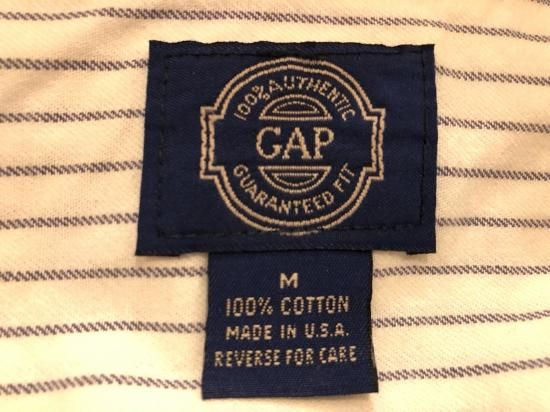 100% AUTHENTIC
GAP
GUARANTEED FIT
M
100% COTTON
MADE IN U.S.A.
REVERSE FOR CARE